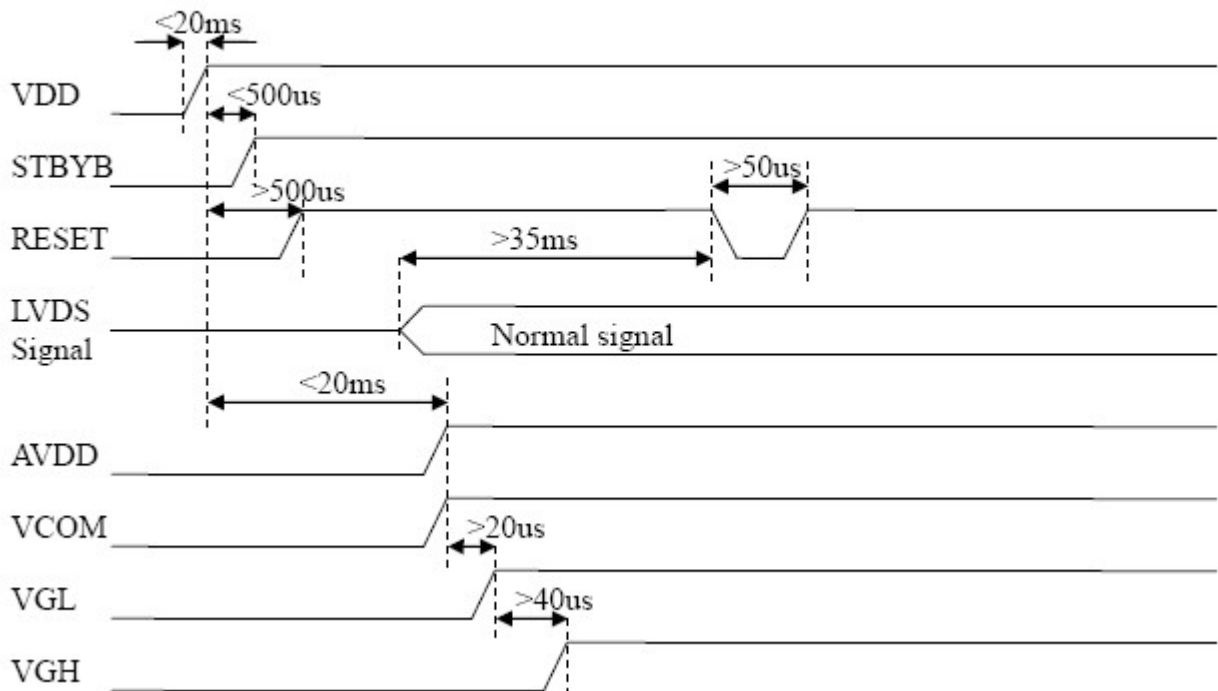 <20ms
VDD
<500us
STBYB
>50us
>500us
RESET
>35ms
LVDS
Signal
Normal signal
<20ms
AVDD
VCOM
>20us
VGL
>40us
VGH